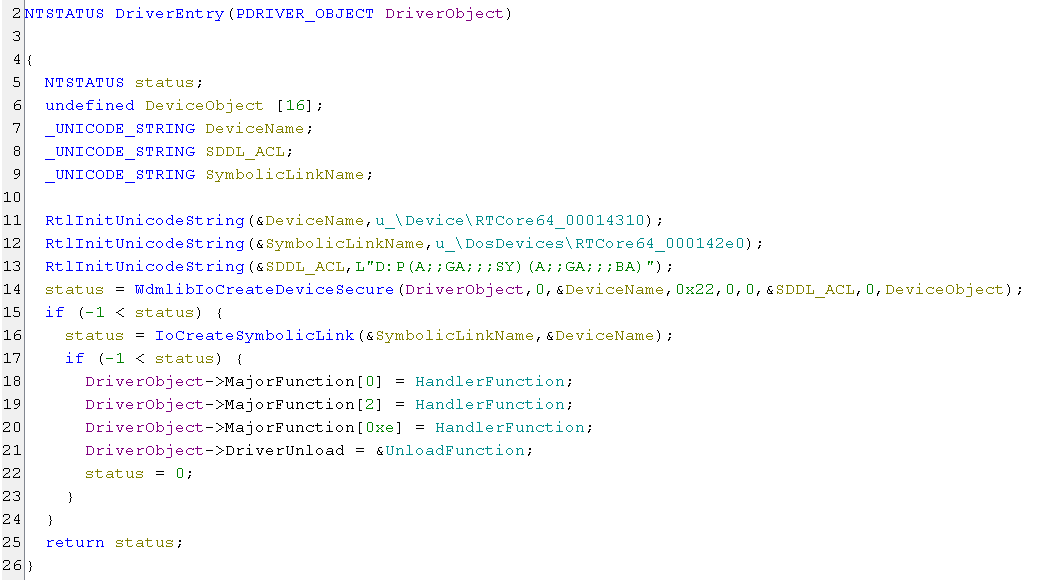 2 NTSTATUS DriverEntry(PDRIVER_OBJECT DriverObject)
3
4 {
5   NTSTATUS status;
6   undefined DeviceObject [16];
7   _UNICODE_STRING DeviceName;
8   _UNICODE_STRING SDDL_ACL;
9   _UNICODE_STRING SymbolicLinkName;
10
11   RtlInitUnicodeString(&DeviceName,u_\Device\RTCore64_00014310);
12   RtlInitUnicodeString(&SymbolicLinkName,u_\DosDevices\RTCore64_000142e0);
13   RtlInitUnicodeString(&SDDL_ACL,L"D:P(A;;GA;;;SY)(A;;GA;;;BA)");
14   status = WdmlibIoCreateDeviceSecure(DriverObject,0,&DeviceName,0x22,0,0,&SDDL_ACL,0,DeviceObject);
15   if (-1 < status) {
16     status = IoCreateSymbolicLink(&SymbolicLinkName,&DeviceName);
17     if (-1 < status) {
18       DriverObject->MajorFunction[0] = HandlerFunction;
19       DriverObject->MajorFunction[2] = HandlerFunction;
20       DriverObject->MajorFunction[0xe] = HandlerFunction;
21       DriverObject->DriverUnload = &UnloadFunction;
22       status = 0;
23     }
24   }
25   return status;
26 }